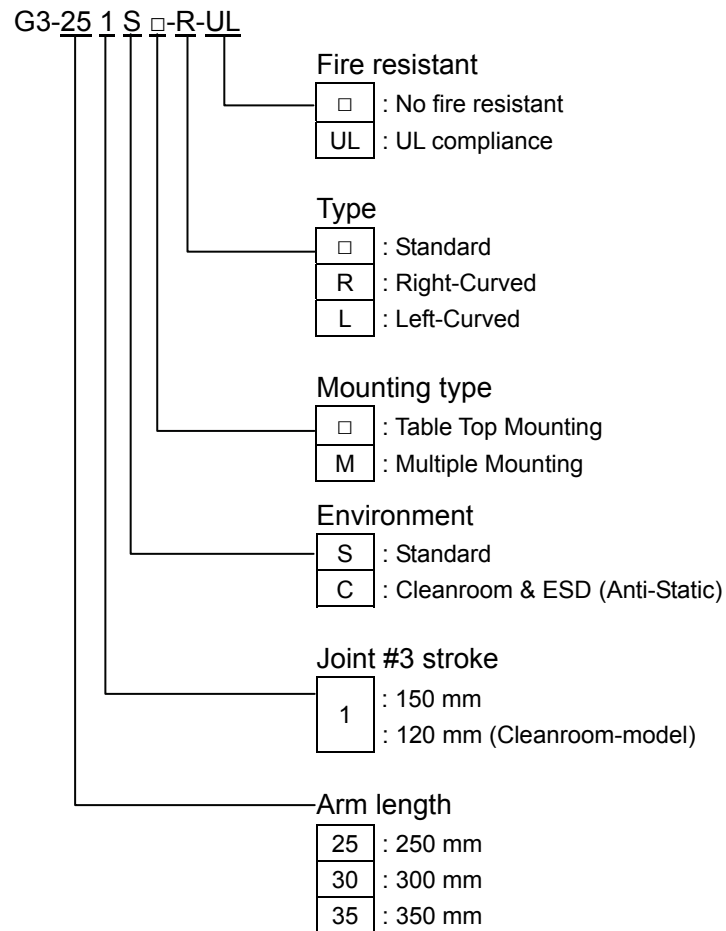 G3-25 1 S □-R-UL
Fire resistant
□ : No fire resistant
UL : UL compliance
Type
□ : Standard
R : Right-Curved
L : Left-Curved
Mounting type
□ : Table Top Mounting
M : Multiple Mounting
Environment
S : Standard
C : Cleanroom & ESD (Anti-Static)
Joint #3 stroke
1 : 150 mm
: 120 mm (Cleanroom-model)
Arm length
25 : 250 mm
30 : 300 mm
35 : 350 mm